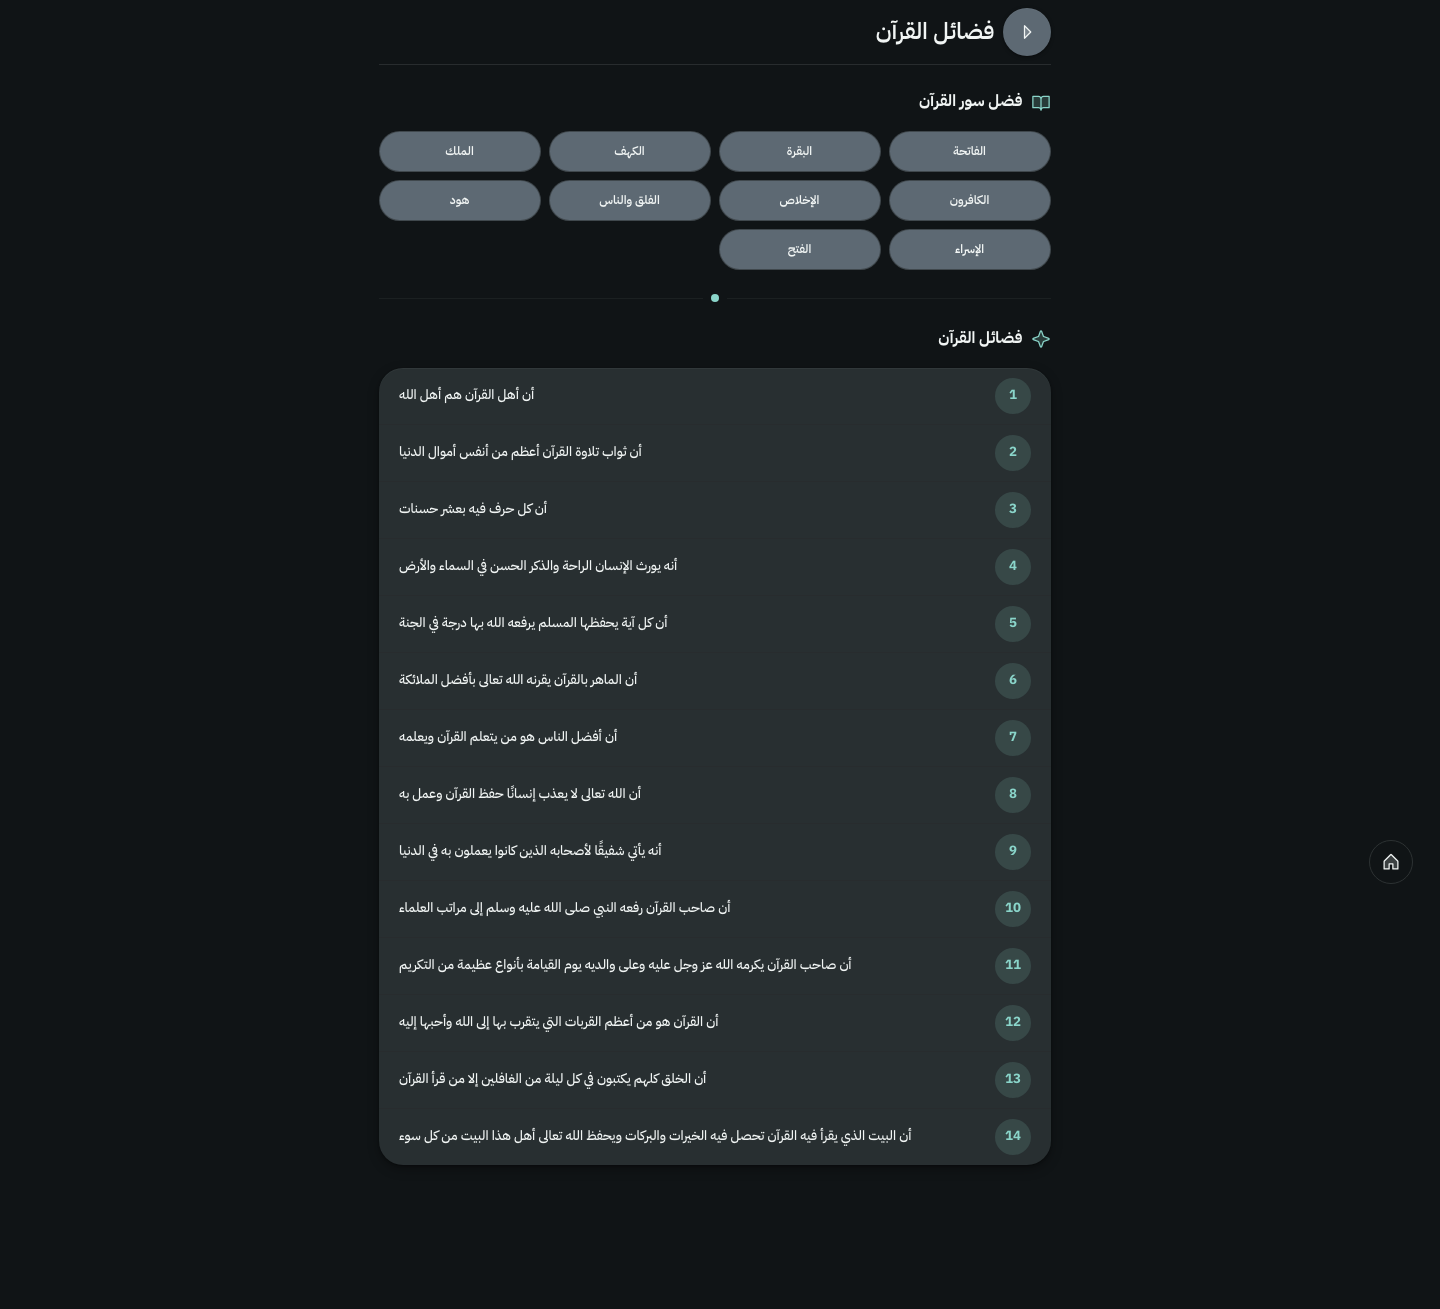 فضائل القرآن
فضل سور القرآن
الفاتحة
البقرة
الكهف
الملك
الكافرون
الإخلاص
الفلق والناس
هود
الإسراء
الفتح
فضائل القرآن
1 أن أهل القرآن هم أهل الله
2 أن ثواب تلاوة القرآن أعظم من أنفس أموال الدنيا
3 أن كل حرف فيه بعشر حسنات
4 أنه يورث الإنسان الراحة والذكر الحسن في السماء والأرض
5 أن كل آية يحفظها المسلم يرفعه الله بها درجة في الجنة
6 أن الماهر بالقرآن يقرنه الله تعالى بأفضل الملائكة
7 أن أفضل الناس هو من يتعلم القرآن ويعلمه
8 أن الله تعالى لا يعذب إنسانًا حفظ القرآن وعمل به
9 أنه يأتي شفيقًا لأصحابه الذين كانوا يعملون به في الدنيا
10 أن صاحب القرآن رفعه النبي صلى الله عليه وسلم إلى مراتب العلماء
11 أن صاحب القرآن يكرمه الله عز وجل عليه وعلى والديه يوم القيامة بأنواع عظيمة من التكريم
12 أن القرآن هو من أعظم القربات التي يتقرب بها إلى الله وأحبها إليه
13 أن الخلق كلهم يكتبون في كل ليلة من الغافلين إلا من قرأ القرآن
14 أن البيت الذي يقرأ فيه القرآن تحصل فيه الخيرات والبركات ويحفظ الله تعالى أهل هذا البيت من كل سوء